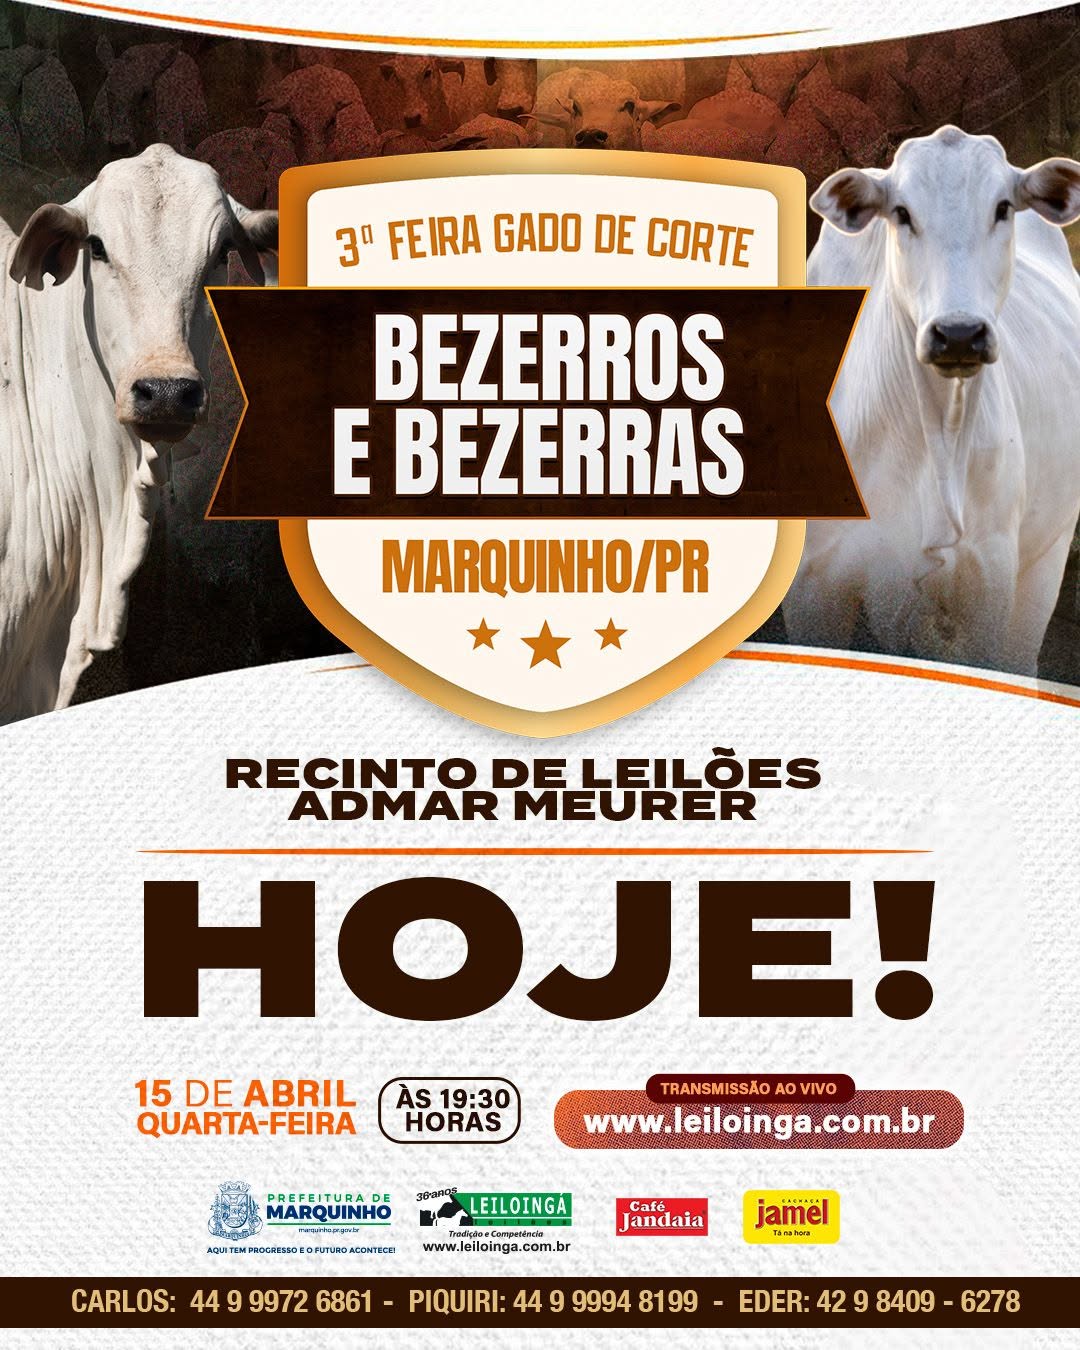 3ª FEIRA GADO DE CORTE
BEZERROS
E BEZERRAS
MARQUINHO/PR
RECINTO DE LEILÕES
ADMAR MEURER
HOJE!
15 DE ABRIL
QUARTA-FEIRA
ÀS 19:30
HORAS
TRANSMISSÃO AO VIVO
www.leiloinga.com.br
PREFEITURA DE
MARQUINHO
marquinho.pr.gov.br
AQUI TEM PROGRESSO E O FUTURO ACONTECE!
36 anos
LEILOINGÁ
Tradição e Competência
www.leiloinga.com.br
Café
Jandaia
CACHAÇA
jamel
Tá na hora
CARLOS: 44 9 9972 6861 - PIQUIRI: 44 9 9994 8199 - EDER: 42 9 8409 - 6278